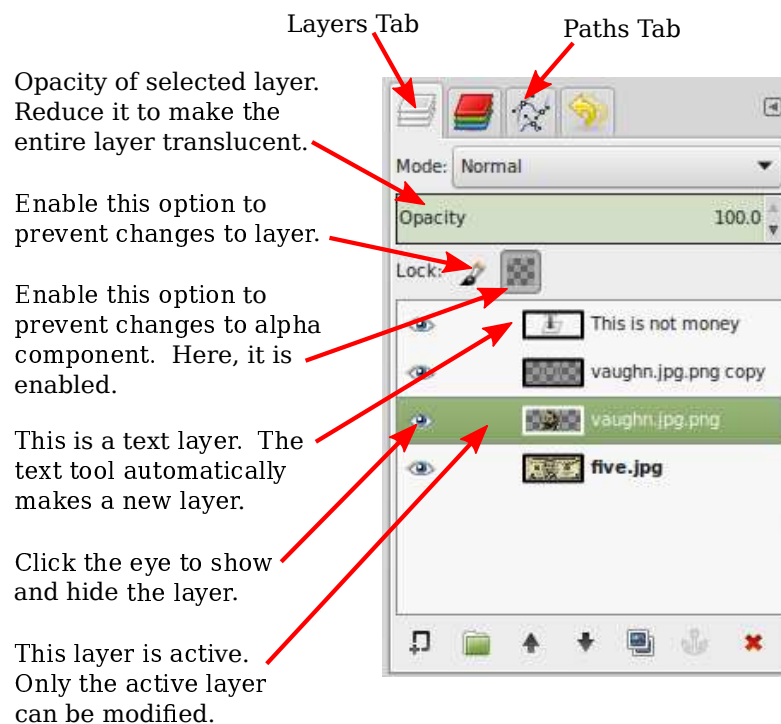 Layers Tab
Paths Tab
Opacity of selected layer.
Reduce it to make the
entire layer translucent.
Enable this option to
prevent changes to layer.
Enable this option to
prevent changes to alpha
component.  Here, it is
enabled.
This is a text layer.  The
text tool automatically
makes a new layer.
Click the eye to show
and hide the layer.
This layer is active.
Only the active layer
can be modified.
Mode: Normal
Opacity 100.0
Lock:
This is not money
vaughn.jpg.png copy
vaughn.jpg.png
five.jpg